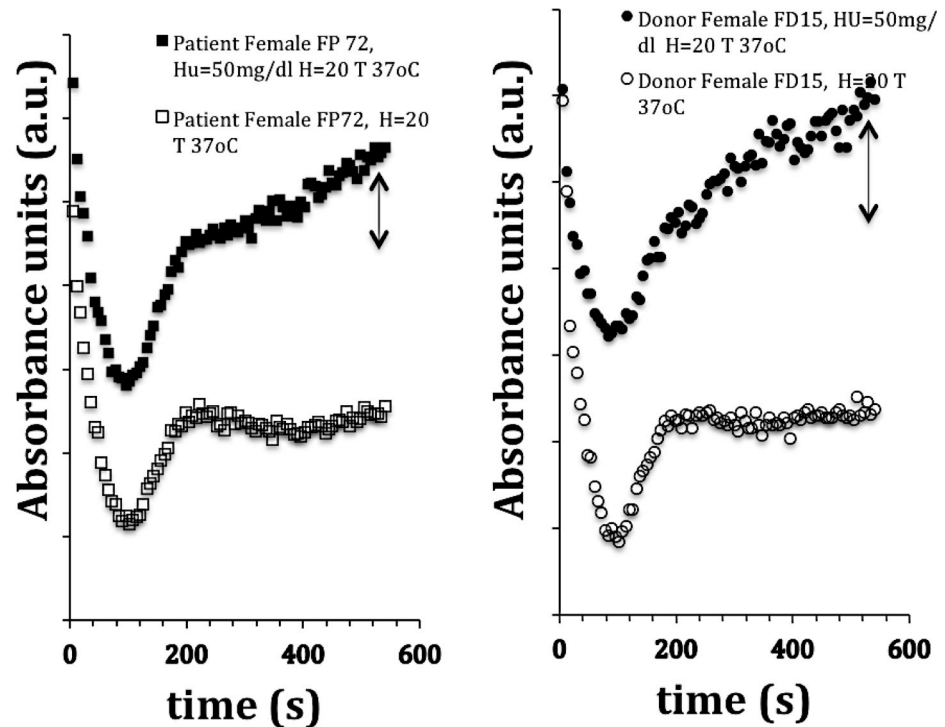 Patient Female FP 72,
Hu=50mg/dl H=20 T 37oC
Patient Female FP72, H=20
T 37oC
Absorbance units (a.u.)
0
200
400
600
time (s)
Donor Female FD15, HU=50mg/
dl H=20 T 37oC
Donor Female FD15, H=20 T
37oC
Absorbance units (a.u.)
0
200
400
600
time (s)